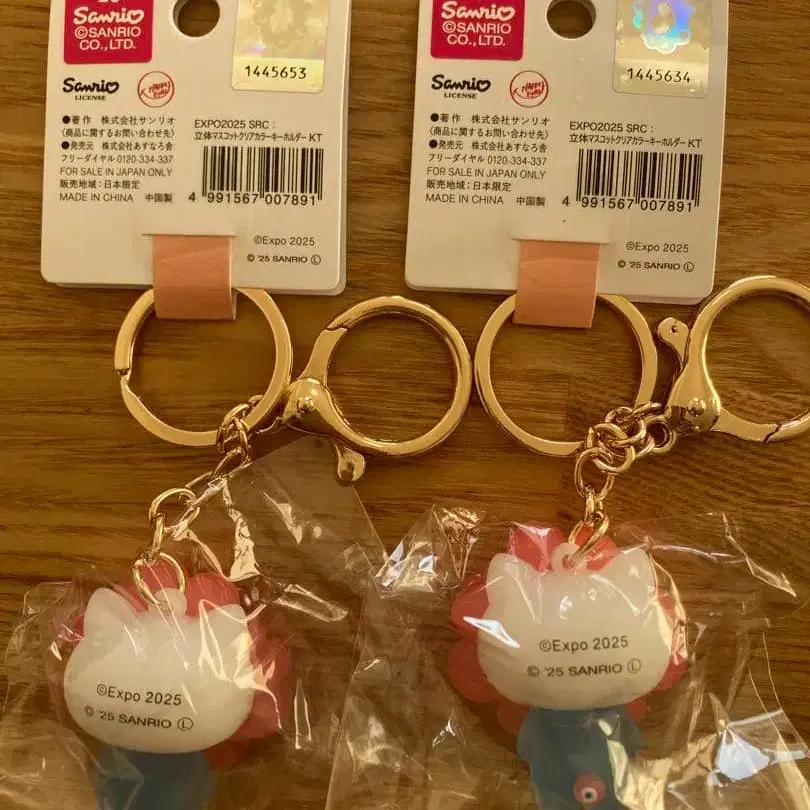 Sanrio
©SANRIO
CO.,LTD.
1445653
Sanrio
LICENSE
HAPPY
●著作 株式会社サンリオ
〈商品に関するお問い合わせ先〉
●発売元 株式会社あすなろ舎
フリーダイヤル 0120-334-337
FOR SALE IN JAPAN ONLY
販売地域:日本限定
MADE IN CHINA 中国製
EXPO2025 SRC:
立体マスコットクリアカラーキーホルダー KT
4 991567 007891
©Expo 2025
© '25 SANRIO Ⓛ
Sanrio
©SANRIO
CO.,LTD.
1445634
Sanrio
LICENSE
HAPPY
●著作 株式会社サンリオ
〈商品に関するお問い合わせ先〉
●発売元 株式会社あすなろ舎
フリーダイヤル 0120-334-337
FOR SALE IN JAPAN ONLY
販売地域:日本限定
MADE IN CHINA 中国製
EXPO2025 SRC:
立体マスコットクリアカラーキーホルダー KT
4 991567 007891
©Expo 2025
© '25 SANRIO Ⓛ
©Expo 2025
© '25 SANRIO Ⓛ
©Expo 2025
© '25 SANRIO Ⓛ